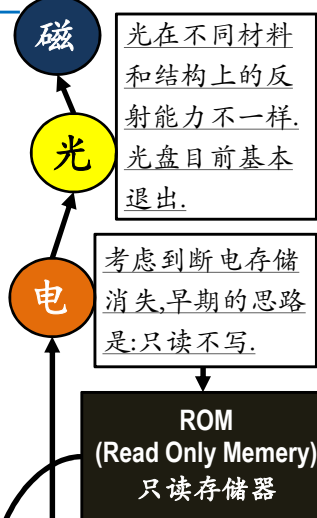 磁
光在不同材料
和结构上的反
射能力不一样.
光盘目前基本
退出.
光
考虑到断电存储
消失,早期的思路
是:只读不写.
电
ROM
(Read Only Memery)
只读存储器